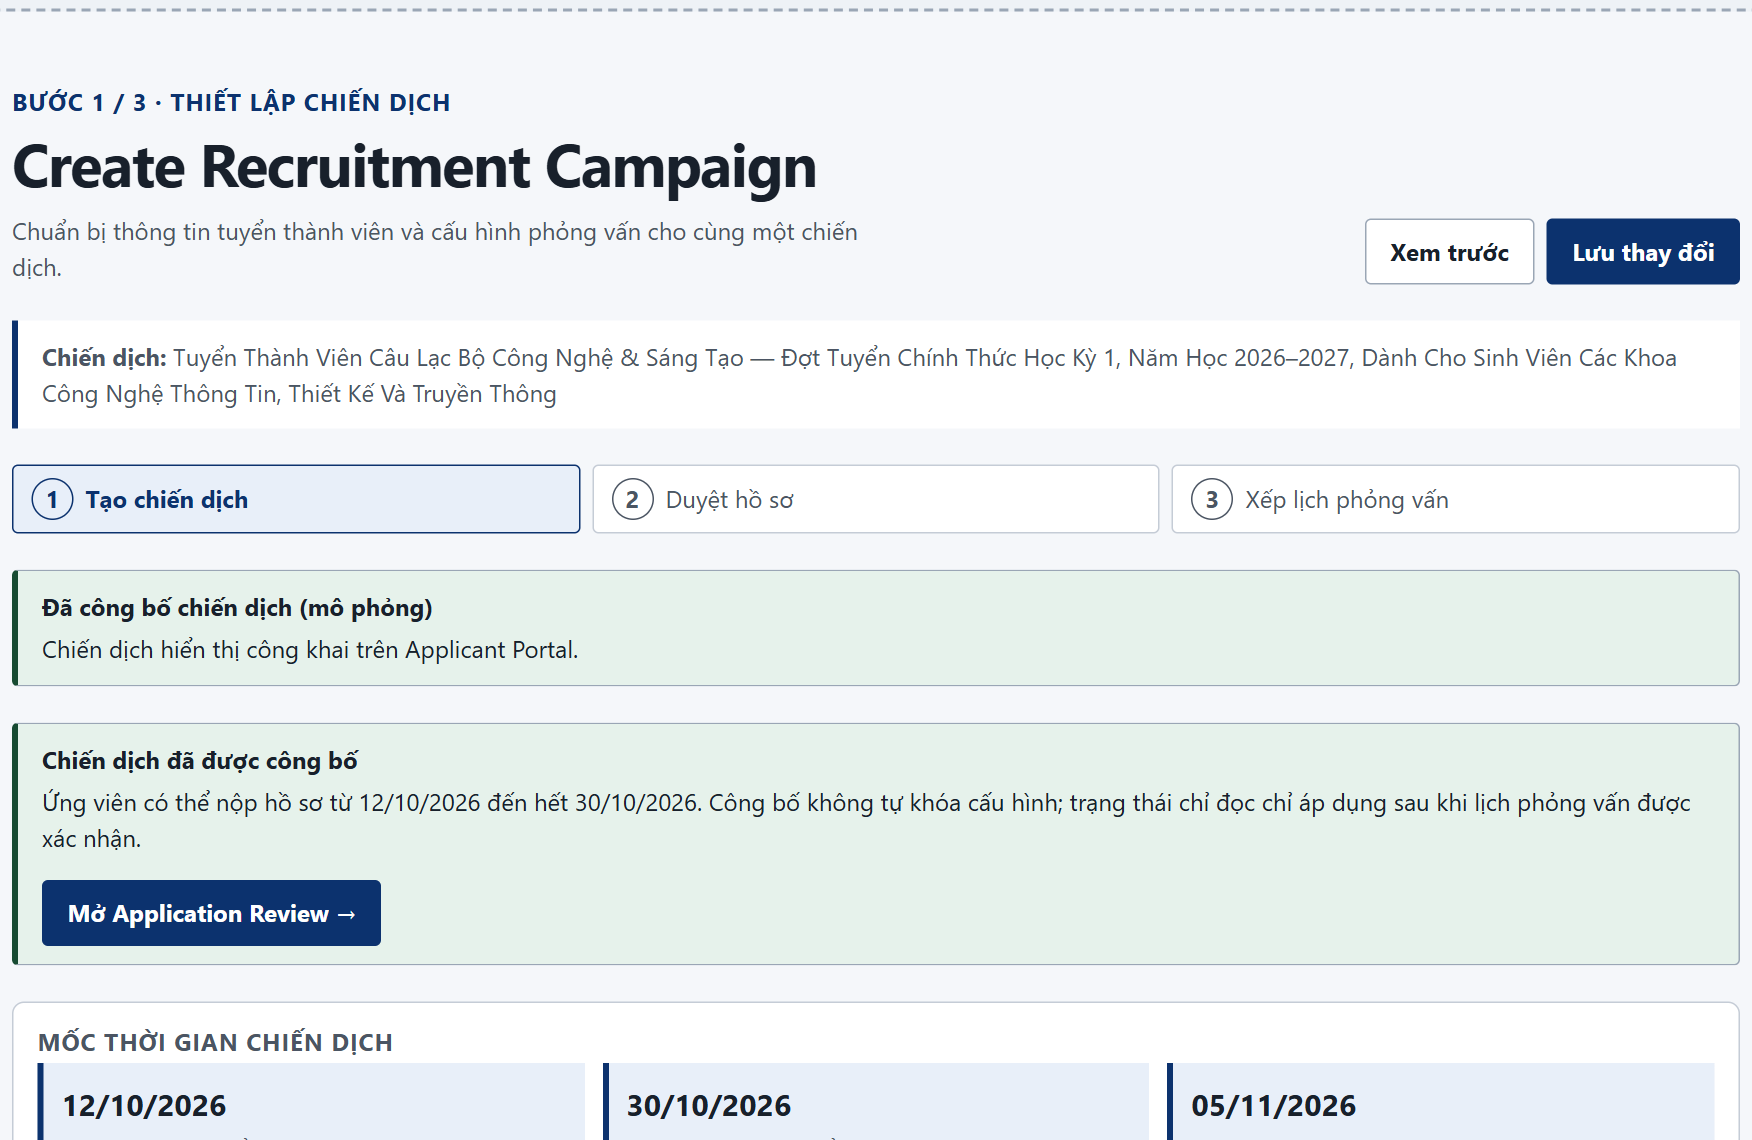 BƯỚC 1 / 3 · THIẾT LẬP CHIẾN DỊCH
Create Recruitment Campaign
Chuẩn bị thông tin tuyển thành viên và cấu hình phỏng vấn cho cùng một chiến
dịch.
Xem trước
Lưu thay đổi
Chiến dịch: Tuyển Thành Viên Câu Lạc Bộ Công Nghệ & Sáng Tạo — Đợt Tuyển Chính Thức Học Kỳ 1, Năm Học 2026–2027, Dành Cho Sinh Viên Các Khoa
Công Nghệ Thông Tin, Thiết Kế Và Truyền Thông
1 Tạo chiến dịch
2 Duyệt hồ sơ
3 Xếp lịch phỏng vấn
Đã công bố chiến dịch (mô phỏng)
Chiến dịch hiển thị công khai trên Applicant Portal.
Chiến dịch đã được công bố
Ứng viên có thể nộp hồ sơ từ 12/10/2026 đến hết 30/10/2026. Công bố không tự khóa cấu hình; trạng thái chỉ đọc chỉ áp dụng sau khi lịch phỏng vấn được
xác nhận.
Mở Application Review →
MỐC THỜI GIAN CHIẾN DỊCH
12/10/2026
30/10/2026
05/11/2026